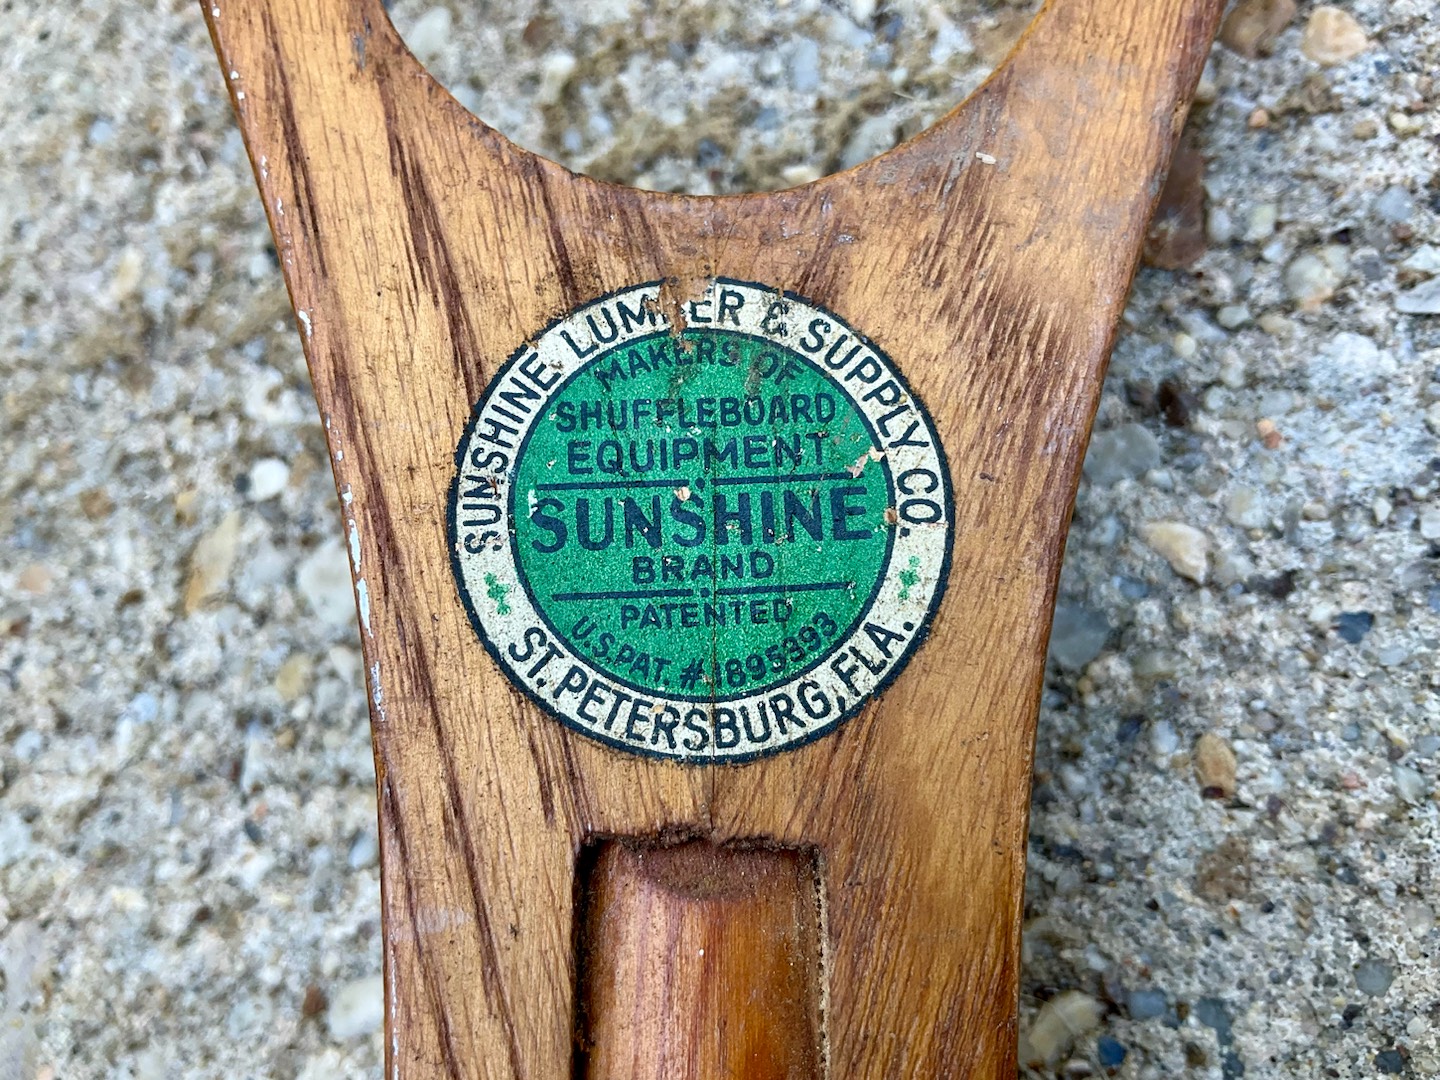 SUNSHINE LUMBER & SUPPLY CO.
MAKERS OF
SHUFFLEBOARD
EQUIPMENT
SUNSHINE
BRAND
PATENTED
U.S. PAT. #1895393
ST. PETERSBURG, FLA.